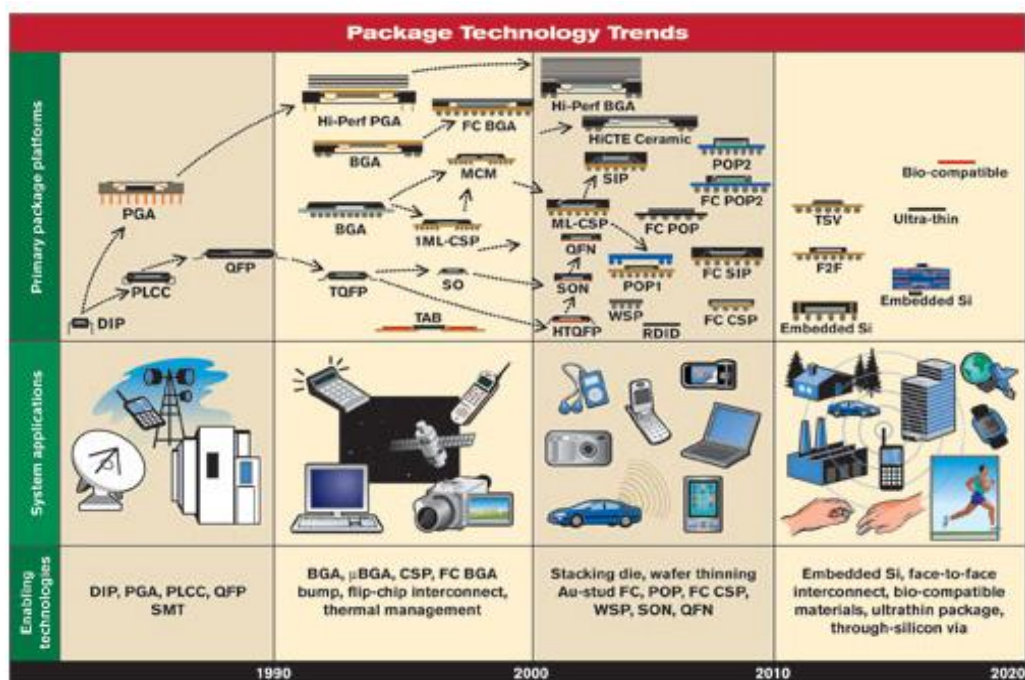 Package Technology Trends
Primary package platforms
Hi-Perf PGA
FC BGA
Hi-Perf BGA
HiCTE Ceramic
BGA
MCM
SIP
POP2
Bio-compatible
PGA
FC POP2
BGA
1ML-CSP
ML-CSP
FC POP
TSV
Ultra-thin
QFN
QFP
PLCC
TQFP
SO
SON
POP1
FC SIP
F2F
Embedded Si
DIP
TAB
HTQFP
WSP
RDID
FC CSP
Embedded Si
System applications
Enabling
technologies
DIP, PGA, PLCC, QFP
SMT
BGA, µBGA, CSP, FC BGA
bump, flip-chip interconnect,
thermal management
Stacking die, wafer thinning
Au-stud FC, POP, FC CSP,
WSP, SON, QFN
Embedded Si, face-to-face
interconnect, bio-compatible
materials, ultrathin package,
through-silicon via
1990
2000
2010
2020